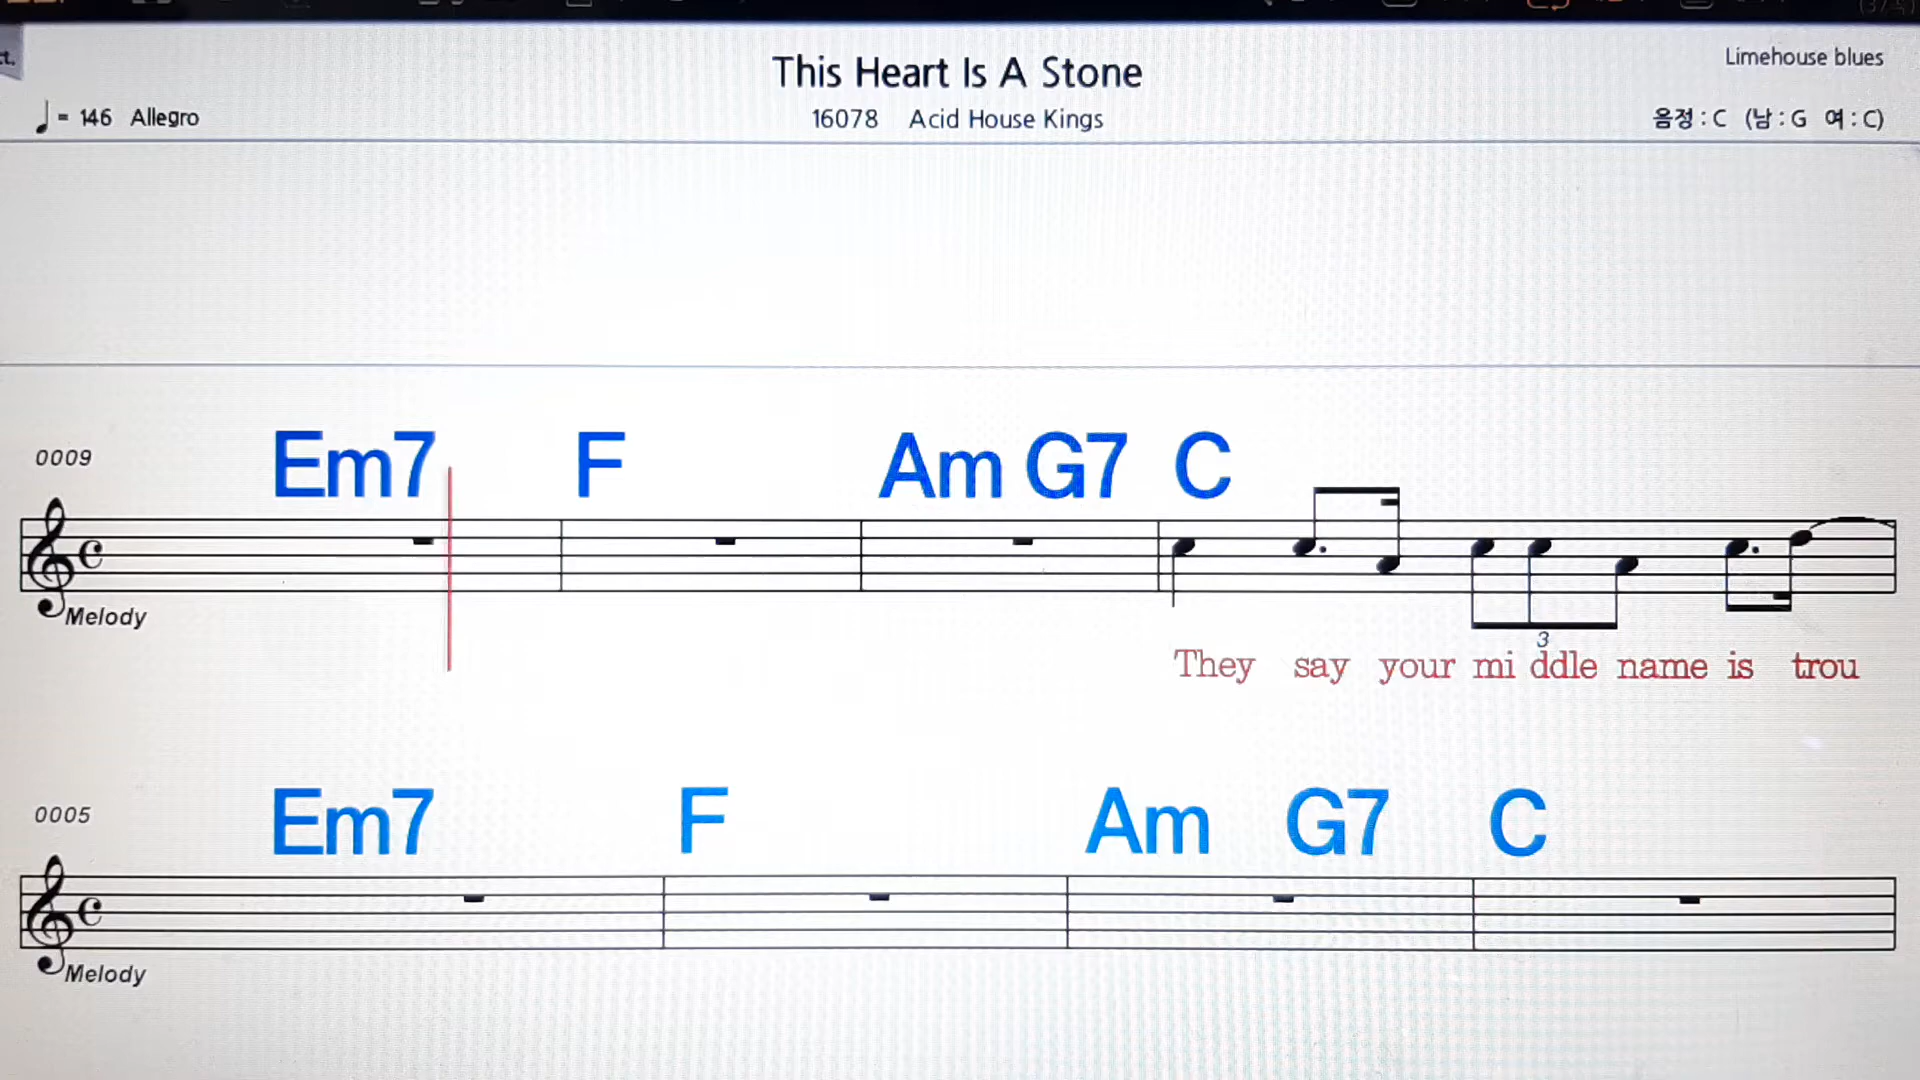 ct.
This Heart Is A Stone
Limehouse blues
= 146 Allegro
16078 Acid House Kings
음정 : C (남 : G 여 : C)
0009
Em7 F Am G7 C
Melody
3
They say your mi ddle name is trou
0005
Em7 F Am G7 C
Melody